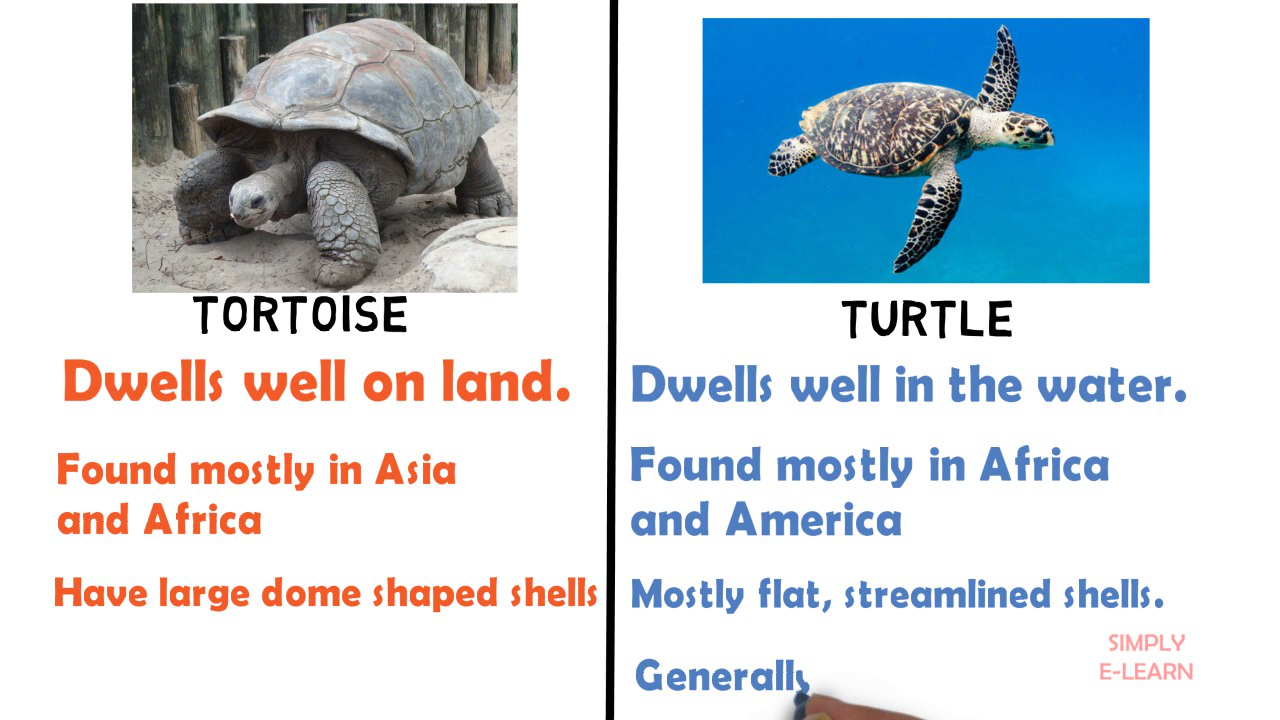 TORTOISE
Dwells well on land.
Found mostly in Asia
and Africa
Have large dome shaped shells
TURTLE
Dwells well in the water.
Found mostly in Africa
and America
Mostly flat, streamlined shells.
Generally
SIMPLY
E-LEARN